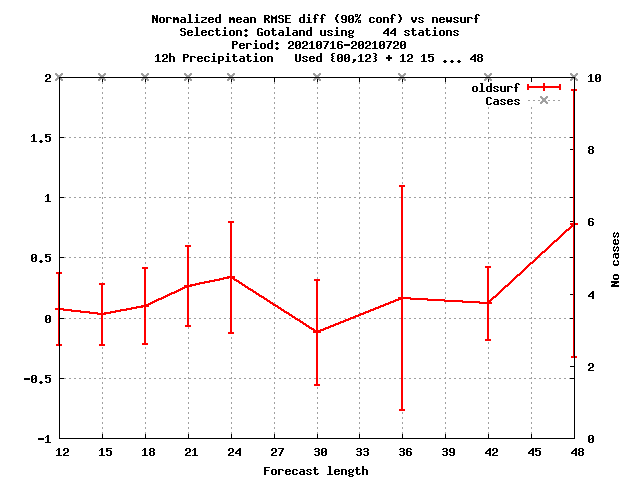 Normalized mean RMSE diff (90% conf) vs newsurf
Selection: Gotaland using    44 stations
Period: 20210716-20210720
12h Precipitation   Used {00,12} + 12 15 ... 48
oldsurf
Cases
2
1.5
1
0.5
0
-0.5
-1
10
8
6
4
2
0
No cases
12 15 18 21 24 27 30 33 36 39 42 45 48
Forecast length